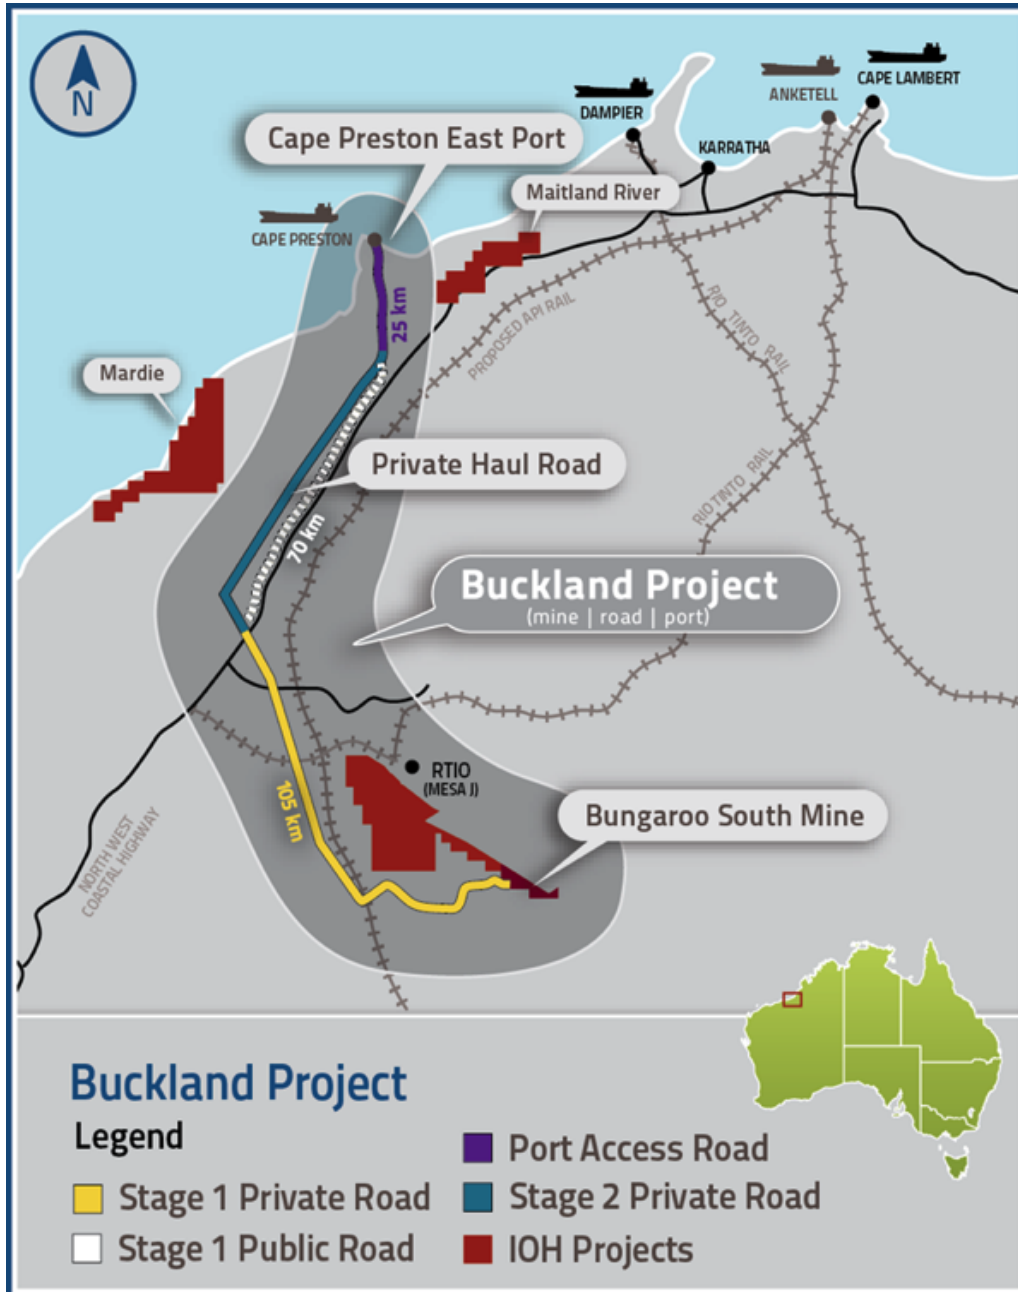 N
DAMPIER
ANKETELL
CAPE LAMBERT
Cape Preston East Port
KARRATHA
Maitland River
CAPE PRESTON
25 km
PROPOSED API RAIL
RIO TINTO RAIL
Mardie
Private Haul Road
70 km
RIO TINTO RAIL
Buckland Project
(mine | road | port)
RTIO
(MESA J)
105 km
Bungaroo South Mine
NORTH WEST
COASTAL HIGHWAY
Buckland Project
Legend
Port Access Road
Stage 1 Private Road
Stage 2 Private Road
Stage 1 Public Road
IOH Projects